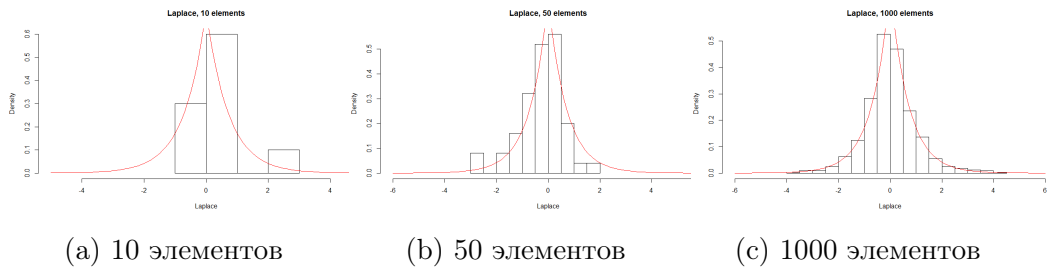 Laplace, 10 elements
Density
0.0 0.1 0.2 0.3 0.4 0.5 0.6
-4 -2 0 2 4
Laplace
(a) 10 элементов
Laplace, 50 elements
Density
0.0 0.1 0.2 0.3 0.4 0.5
-6 -4 -2 0 2 4
Laplace
(b) 50 элементов
Laplace, 1000 elements
Density
0.0 0.1 0.2 0.3 0.4 0.5
-6 -4 -2 0 2 4 6
Laplace
(c) 1000 элементов